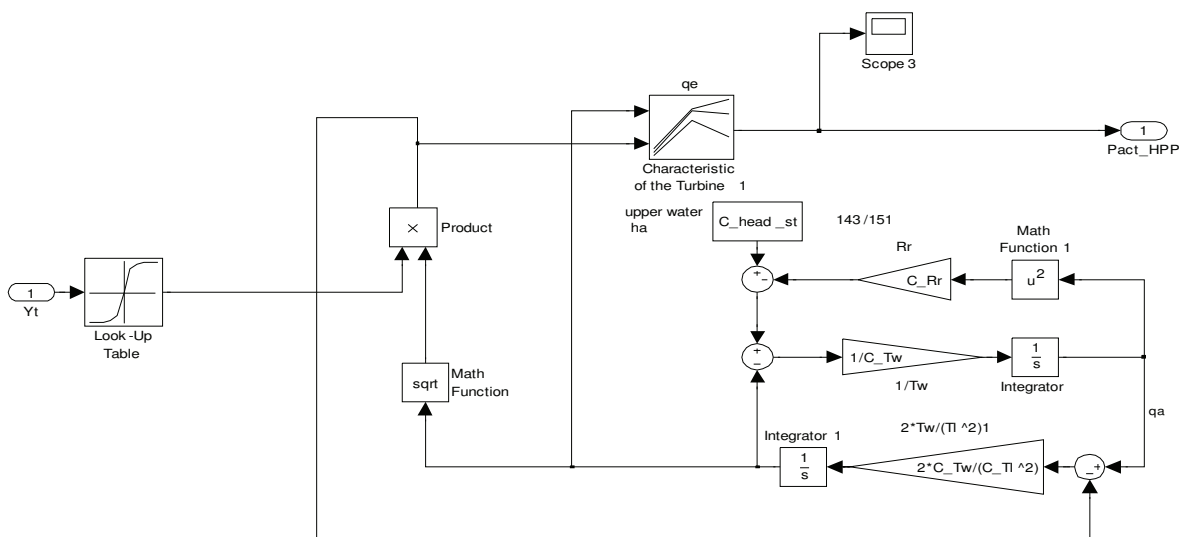 Scope 3
qe
1
Pact_HPP
Characteristic
of the Turbine 1
upper water
ha
C_head _st
143 /151
Math
Function 1
Rr
C_Rr
u2
×
Product
1
Yt
Look -Up
Table
+
-
+
-
1/C_Tw
1/Tw
1
s
Integrator
sqrt
Math
Function
qa
2*Tw/(Tl ^2)1
Integrator 1
1
s
2*C_Tw/(C_Tl ^2)
-
+